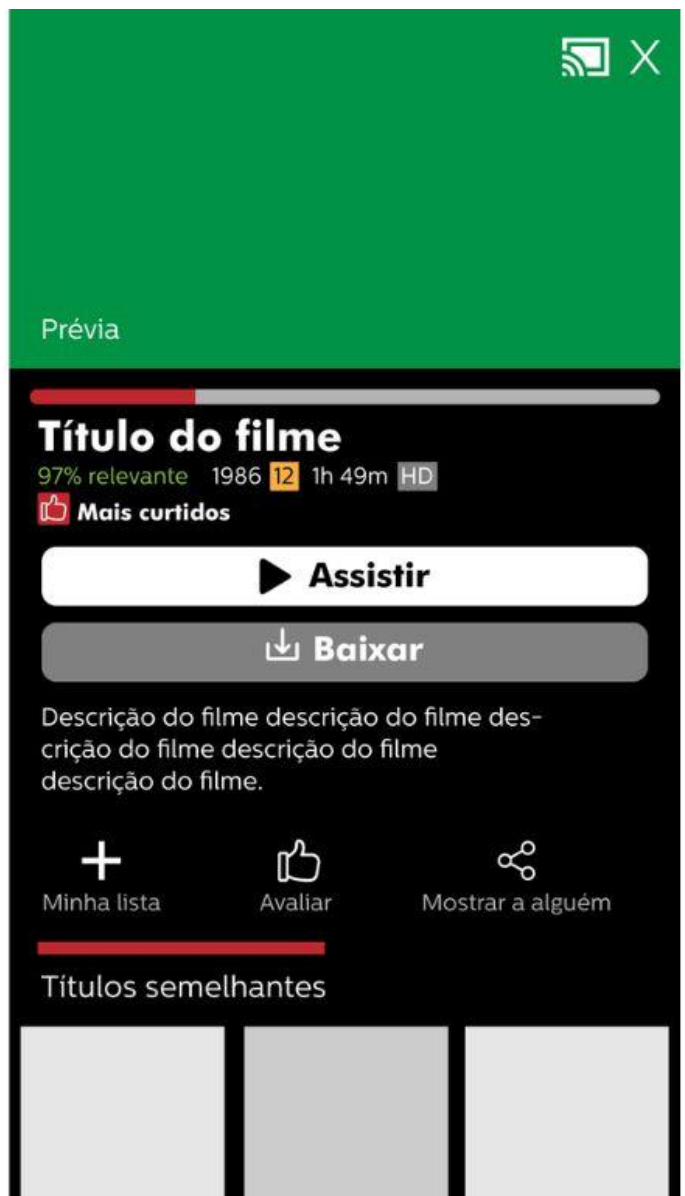 X
Prévia
Título do filme
97% relevante 1986 12 1h 49m HD
Mais curtidos
Assistir
Baixar
Descrição do filme descrição do filme des-
crição do filme descrição do filme
descrição do filme.
Minha lista Avaliar Mostrar a alguém
Títulos semelhantes